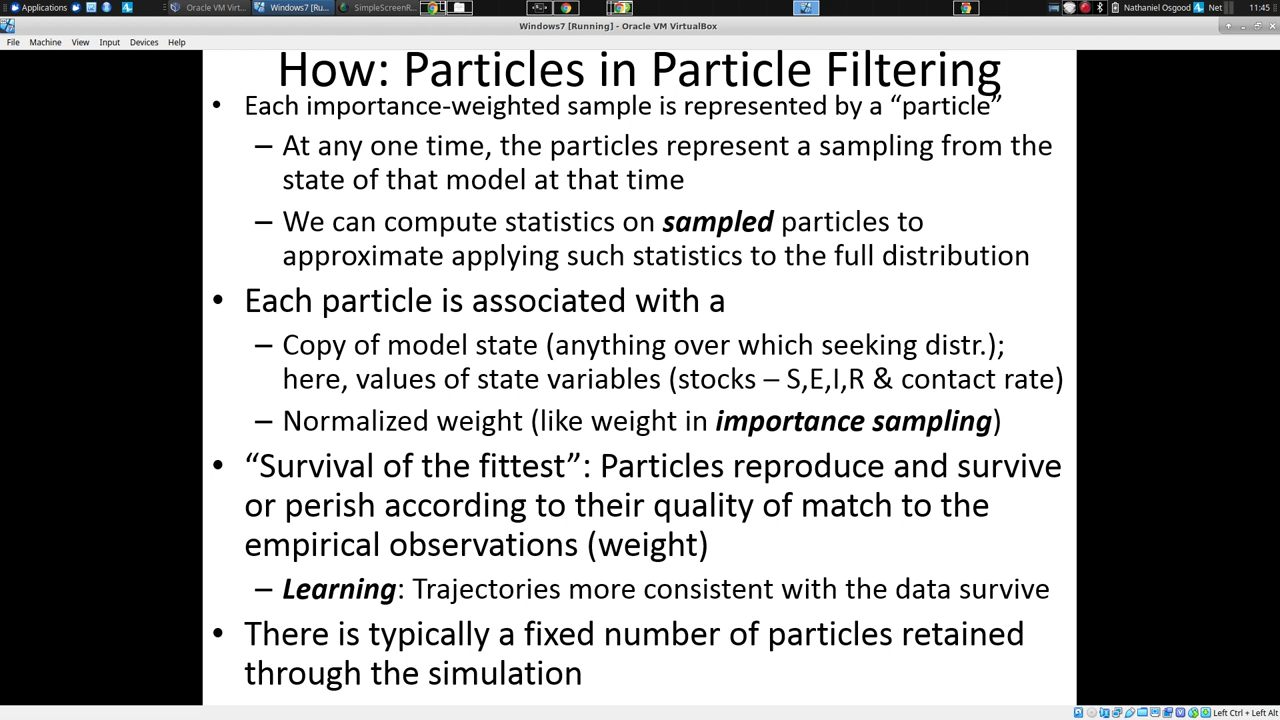 Applications
Oracle VM Virt...
Windows7 [Ru...
SimpleScreenR...
Nathaniel Osgood
Net
11:45
Windows7 [Running] - Oracle VM VirtualBox
File Machine View Input Devices Help
How: Particles in Particle Filtering
• Each importance-weighted sample is represented by a “particle”
– At any one time, the particles represent a sampling from the
state of that model at that time
– We can compute statistics on sampled particles to
approximate applying such statistics to the full distribution
• Each particle is associated with a
– Copy of model state (anything over which seeking distr.);
here, values of state variables (stocks – S,E,I,R & contact rate)
– Normalized weight (like weight in importance sampling)
• “Survival of the fittest”: Particles reproduce and survive
or perish according to their quality of match to the
empirical observations (weight)
– Learning: Trajectories more consistent with the data survive
• There is typically a fixed number of particles retained
through the simulation
Left Ctrl + Left Alt